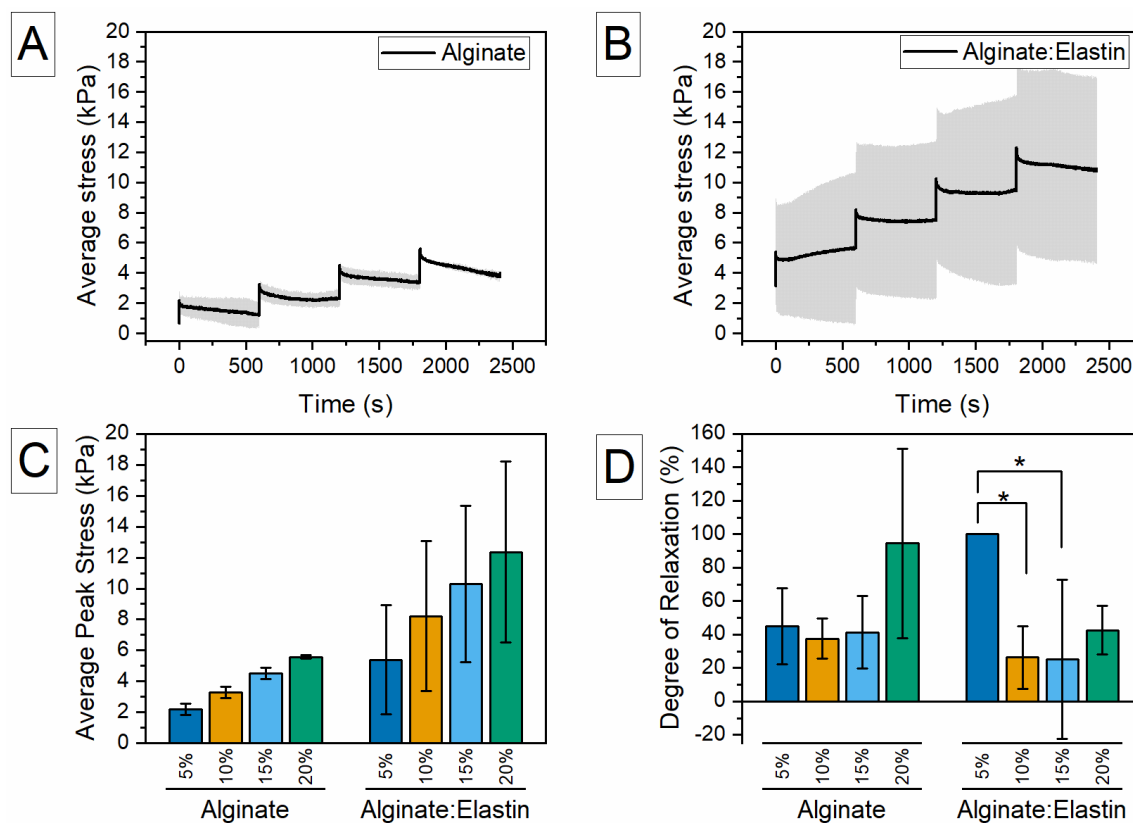 A
Alginate
Average stress (kPa)
20
18
16
14
12
10
8
6
4
2
0
0 500 1000 1500 2000 2500
Time (s)
B
Alginate:Elastin
Average stress (kPa)
20
18
16
14
12
10
8
6
4
2
0
0 500 1000 1500 2000 2500
Time (s)
C
Average Peak Stress (kPa)
20
18
16
14
12
10
8
6
4
2
0
5% 10% 15% 20% 5% 10% 15% 20%
Alginate Alginate:Elastin
D
Degree of Relaxation (%)
160
140
120
100
80
60
40
20
0
-20
*
*
5% 10% 15% 20% 5% 10% 15% 20%
Alginate Alginate:Elastin